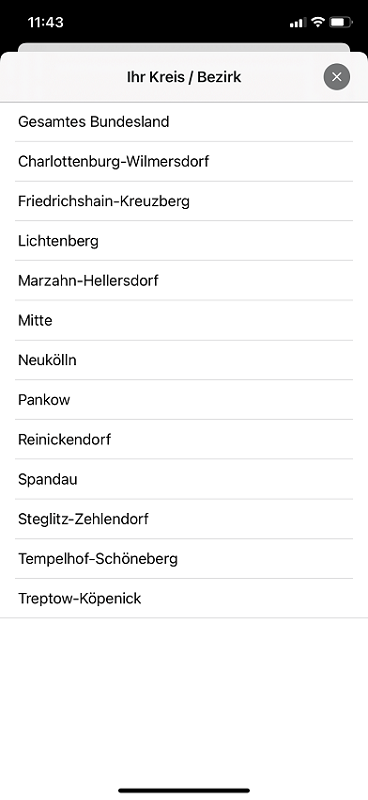 11:43
Ihr Kreis / Bezirk
Gesamtes Bundesland
Charlottenburg-Wilmersdorf
Friedrichshain-Kreuzberg
Lichtenberg
Marzahn-Hellersdorf
Mitte
Neukölln
Pankow
Reinickendorf
Spandau
Steglitz-Zehlendorf
Tempelhof-Schöneberg
Treptow-Köpenick